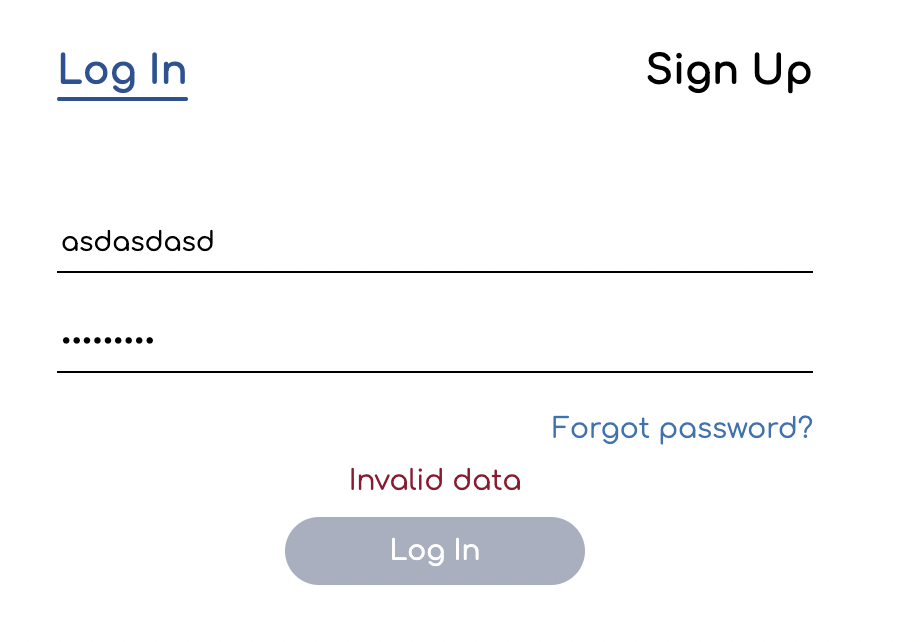 Log In
Sign Up
asdasdasd
•••••••••
Forgot password?
Invalid data
Log In